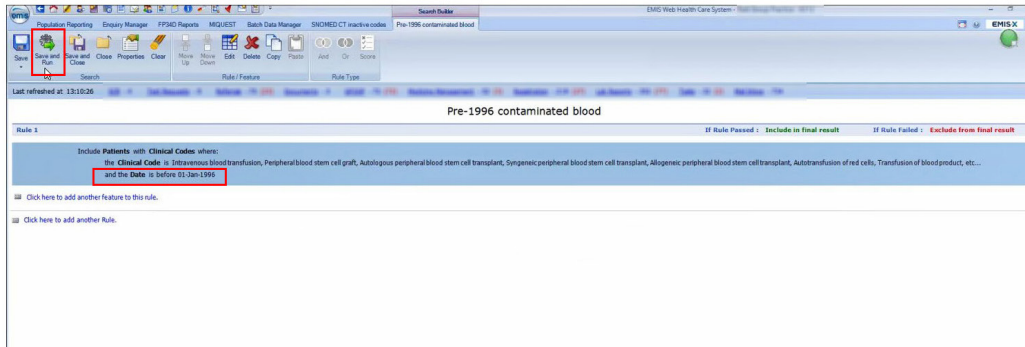 emis
Search Builder
EMIS Web Health Care System -
Population Reporting Enquiry Manager FP34D Reports MIQUEST Batch Data Manager SNOMED CT inactive codes Pre-1996 contaminated blood
EMIS X
Save Save and Run Save and Close Close Properties Clear Move Up Move Down Edit Delete Copy Paste And Or Score
Search Rule / Feature Rule Type
Last refreshed at 13:10:26
Pre-1996 contaminated blood
Rule 1 If Rule Passed : Include in final result If Rule Failed : Exclude from final result
Include Patients with Clinical Codes where:
the Clinical Code is Intravenous blood transfusion, Peripheral blood stem cell graft, Autologous peripheral blood stem cell transplant, Syngeneic peripheral blood stem cell transplant, Allogeneic peripheral blood stem cell transplant, Autotransfusion of red cells, Transfusion of blood product, etc...
and the Date is before 01-Jan-1996
Click here to add another feature to this rule.
Click here to add another Rule.